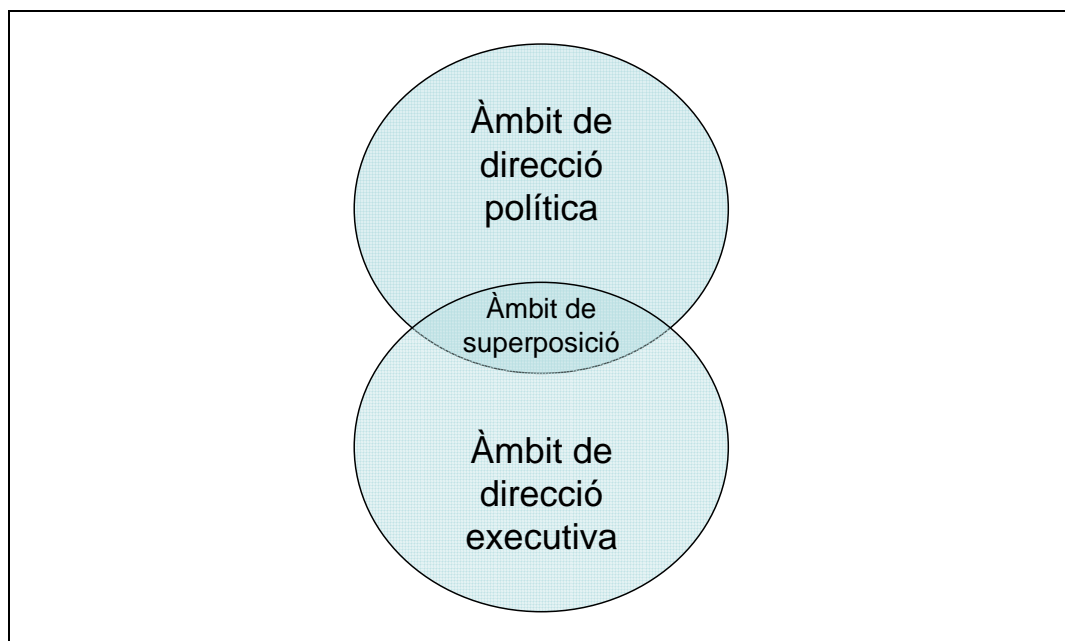 Àmbit de
direcció
política
Àmbit de
superposició
Àmbit de
direcció
executiva